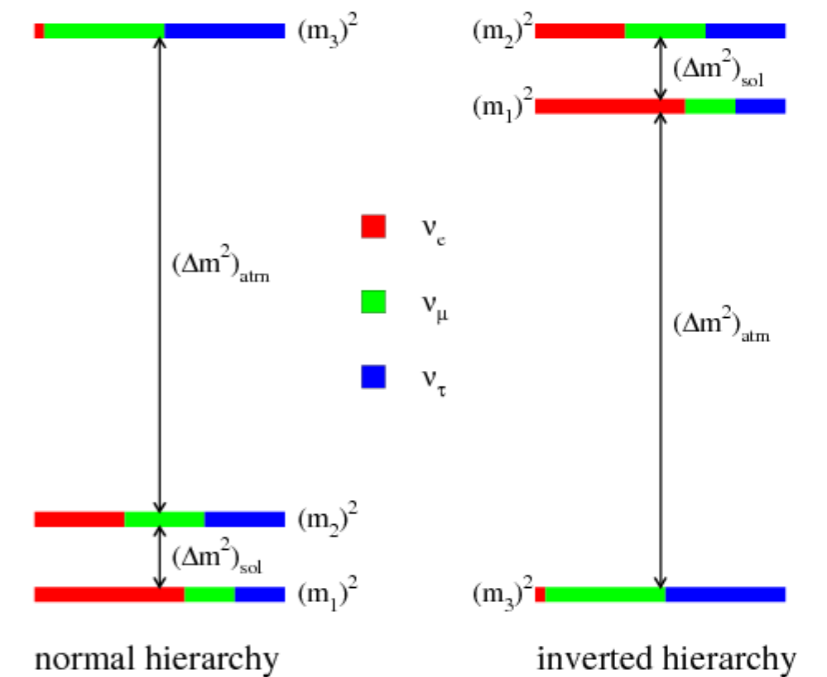 (m₃)²
(m₂)²
(Δm²)sol
(m₁)²
νe
(Δm²)atm
νμ
(Δm²)atm
ντ
(m₂)²
(Δm²)sol
(m₁)²
(m₃)²
normal hierarchy
inverted hierarchy